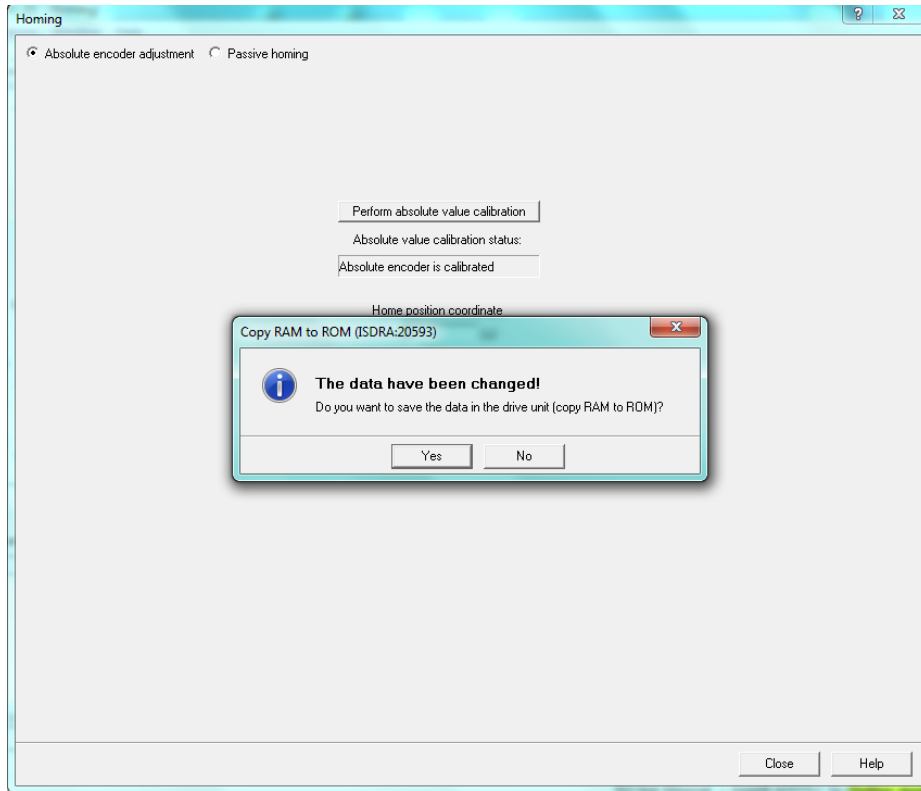 Homing
Absolute encoder adjustment Passive homing
Perform absolute value calibration
Absolute value calibration status:
Absolute encoder is calibrated
Home position coordinate
Copy RAM to ROM (ISDRA:20593)
The data have been changed!
Do you want to save the data in the drive unit (copy RAM to ROM)?
Yes No
Close Help